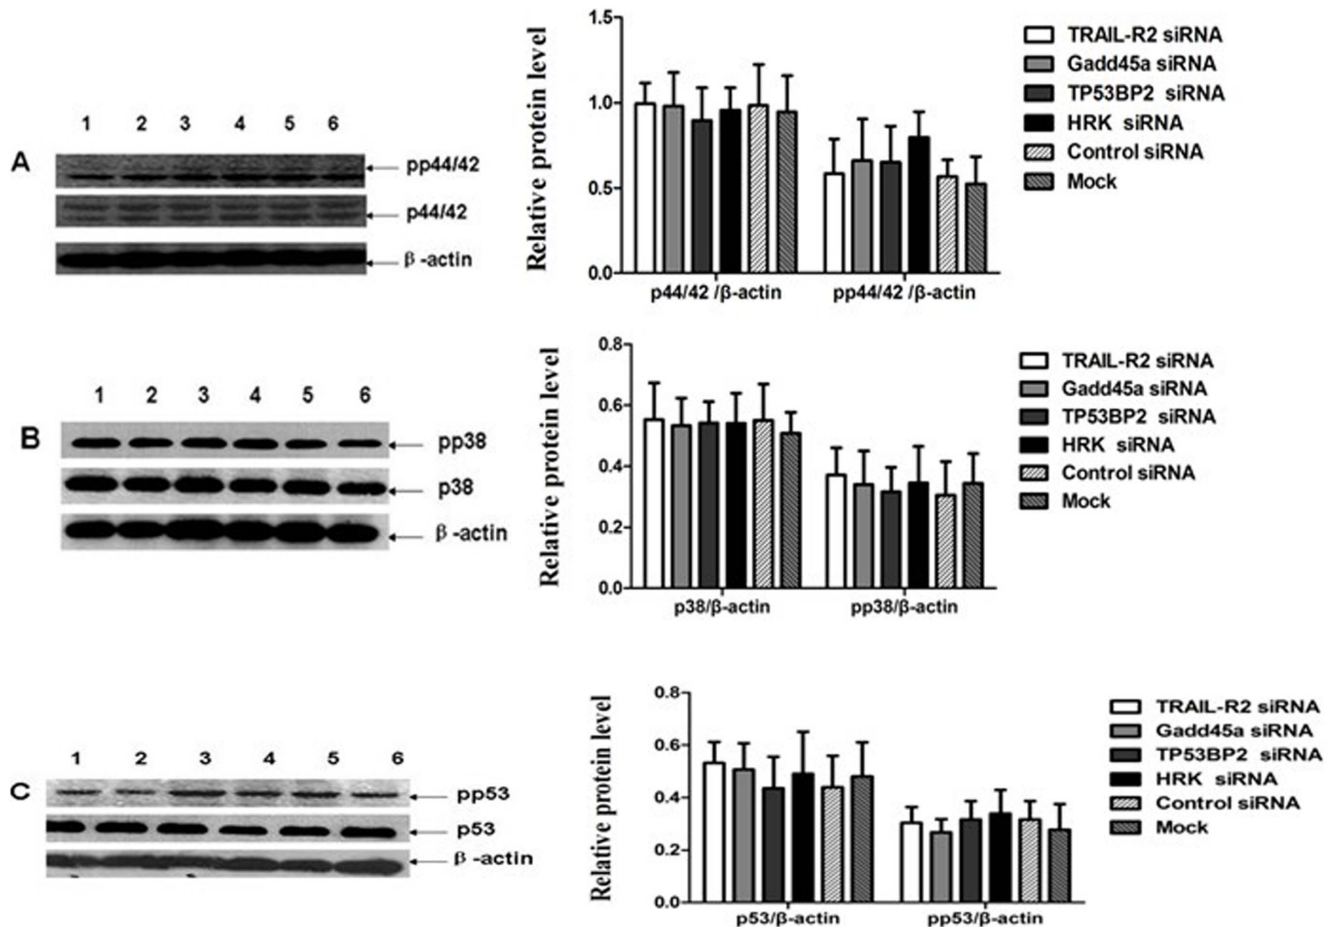 A
1 2 3 4 5 6
pp44/42
p44/42
β-actin
Relative protein level
1.5
1.0
0.5
0.0
p44/42 /β-actin
pp44/42 /β-actin
TRAIL-R2 siRNA
Gadd45a siRNA
TP53BP2 siRNA
HRK siRNA
Control siRNA
Mock
B
1 2 3 4 5 6
pp38
p38
β-actin
Relative protein level
0.8
0.6
0.4
0.2
0.0
p38/β-actin
pp38/β-actin
TRAIL-R2 siRNA
Gadd45a siRNA
TP53BP2 siRNA
HRK siRNA
Control siRNA
Mock
C
1 2 3 4 5 6
pp53
p53
β-actin
Relative protein level
0.8
0.6
0.4
0.2
0.0
p53/β-actin
pp53/β-actin
TRAIL-R2 siRNA
Gadd45a siRNA
TP53BP2 siRNA
HRK siRNA
Control siRNA
Mock